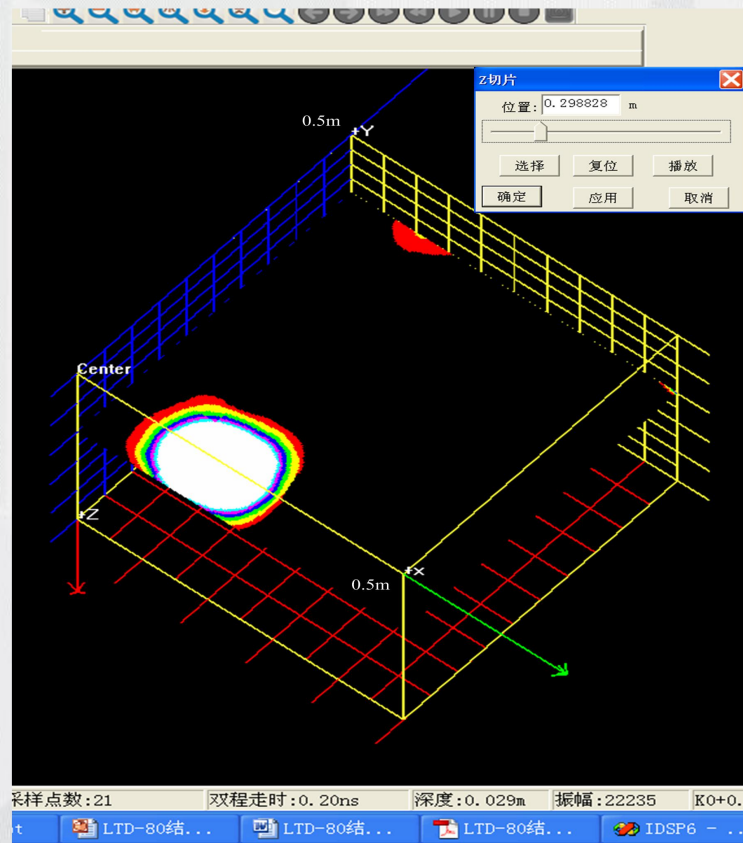 Z切片
位置: 0.298828 m
选择 复位 播放
确定 应用 取消
0.5m
+Y
Center
+Z
0.5m
+x
采样点数:21 双程走时:0.20ns 深度:0.029m 振幅:22235 K0+0.
LTD-80结... LTD-80结... LTD-80结... IDSP6 - ..